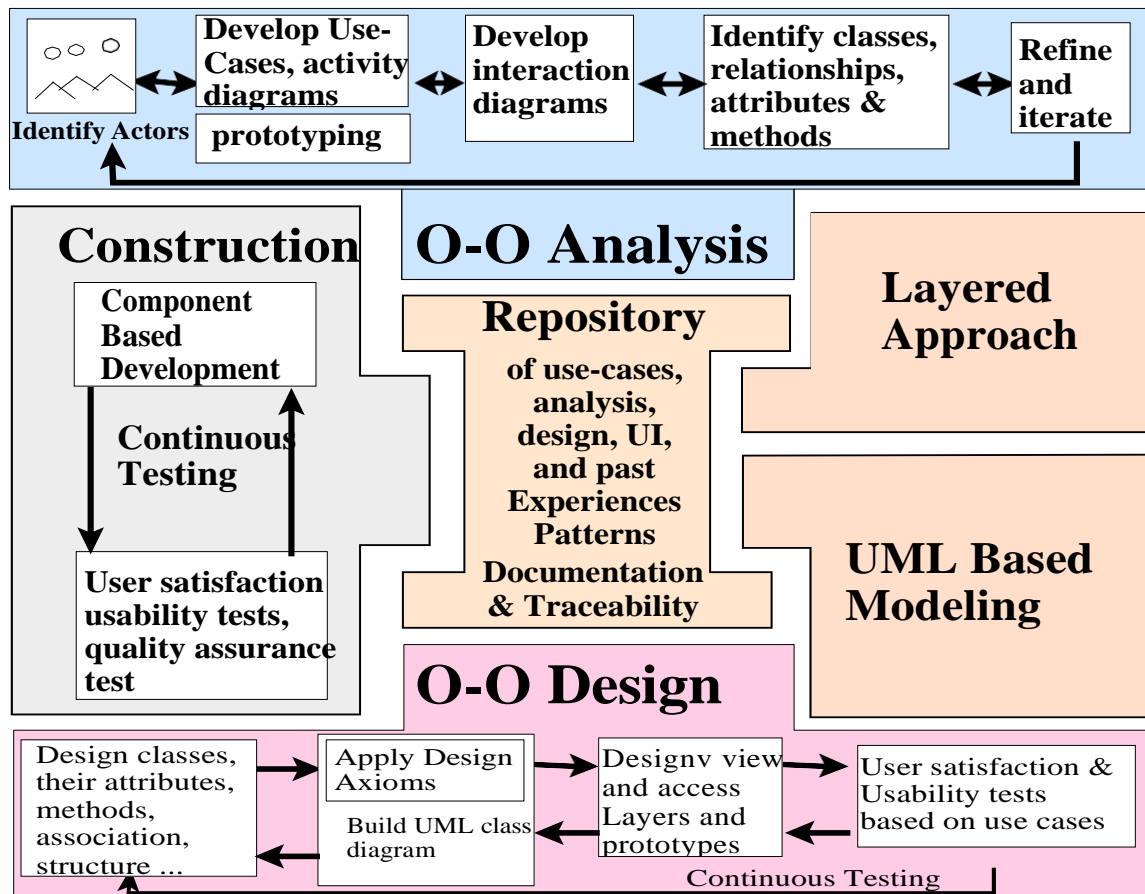 Identify Actors
Develop Use-
Cases, activity
diagrams
prototyping
Develop
interaction
diagrams
Identify classes,
relationships,
attributes &
methods
Refine
and
iterate
O-O Analysis
Construction
Component
Based
Development
Continuous
Testing
User satisfaction
usability tests,
quality assurance
test
Repository
of use-cases,
analysis,
design, UI,
and past
Experiences
Patterns
Documentation
& Traceability
Layered
Approach
UML Based
Modeling
O-O Design
Design classes,
their attributes,
methods,
association,
structure ...
Apply Design
Axioms
Build UML class
diagram
Designv view
and access
Layers and
prototypes
User satisfaction &
Usability tests
based on use cases
Continuous Testing